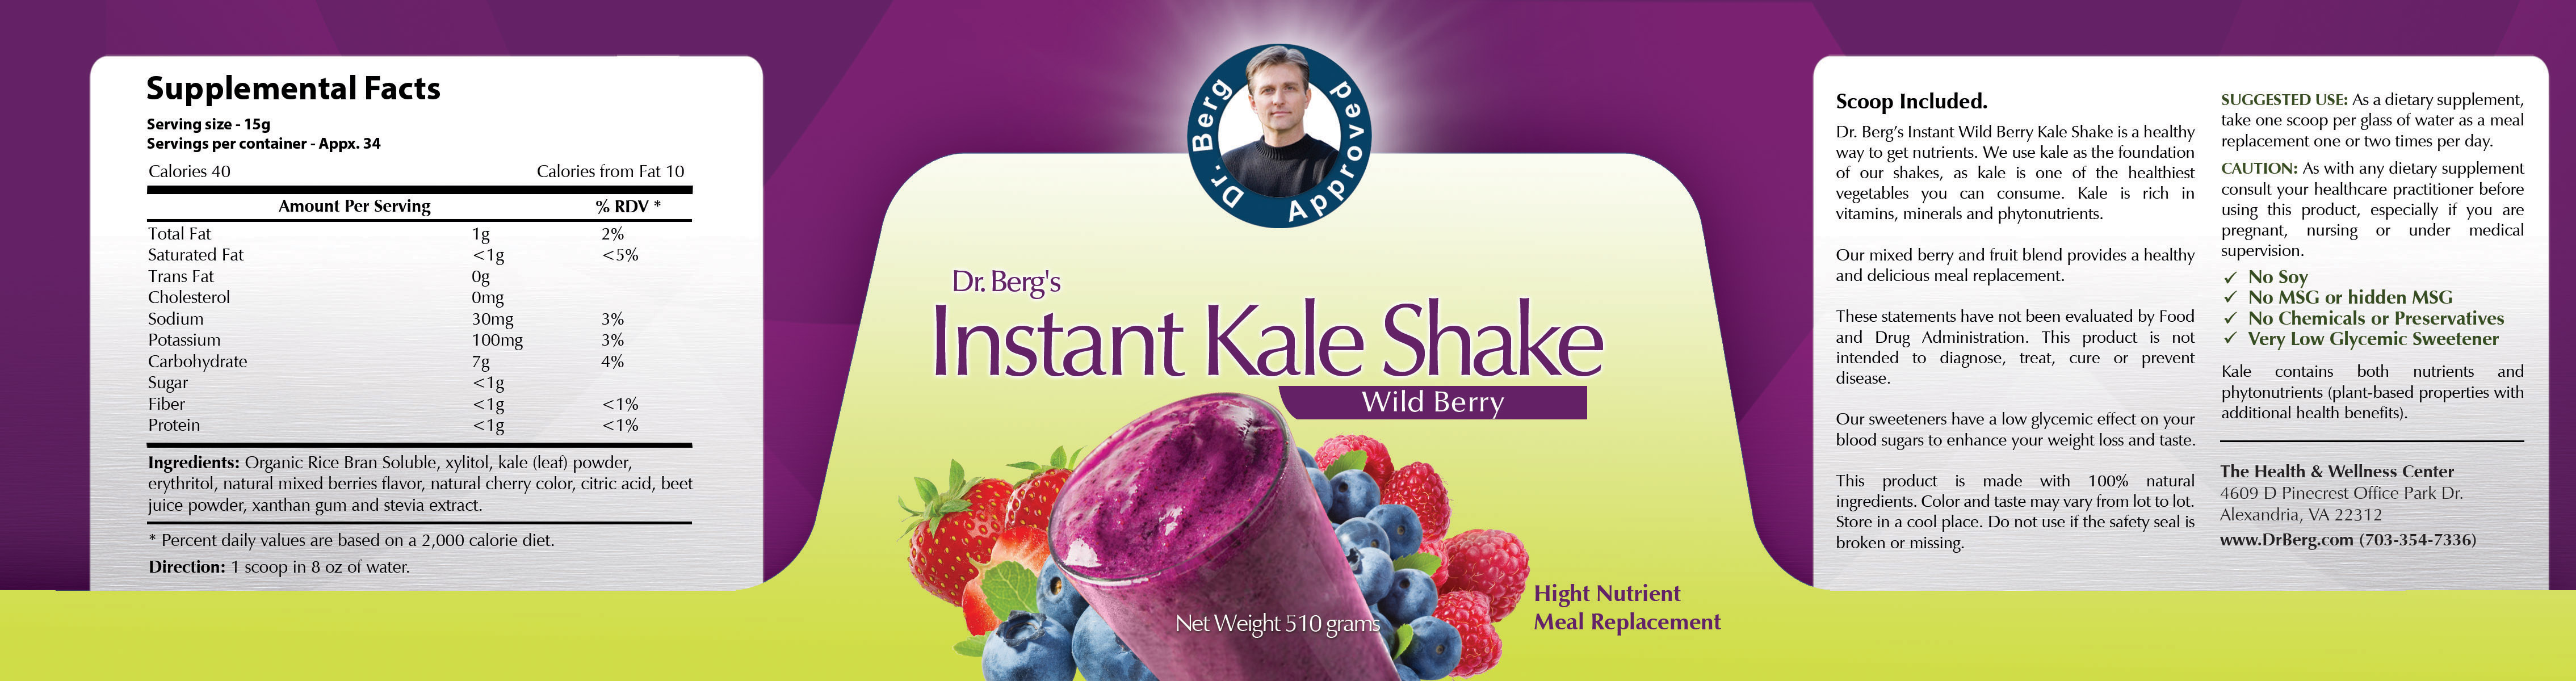 Supplemental Facts
Serving size - 15g
Servings per container - Appx. 34
Calories 40 Calories from Fat 10
Amount Per Serving % RDV *
Total Fat 1g 2%
Saturated Fat <1g <5%
Trans Fat 0g
Cholesterol 0mg
Sodium 30mg 3%
Potassium 100mg 3%
Carbohydrate 7g 4%
Sugar <1g
Fiber <1g <1%
Protein <1g <1%
Ingredients: Organic Rice Bran Soluble, xylitol, kale (leaf) powder,
erythritol, natural mixed berries flavor, natural cherry color, citric acid, beet
juice powder, xanthan gum and stevia extract.
* Percent daily values are based on a 2,000 calorie diet.
Direction: 1 scoop in 8 oz of water.
Dr. Berg Approved
Dr. Berg's
Instant Kale Shake
Wild Berry
Hight Nutrient
Meal Replacement
Net Weight 510 grams
Scoop Included.
Dr. Berg's Instant Wild Berry Kale Shake is a healthy
way to get nutrients. We use kale as the foundation
of our shakes, as kale is one of the healthiest
vegetables you can consume. Kale is rich in
vitamins, minerals and phytonutrients.
Our mixed berry and fruit blend provides a healthy
and delicious meal replacement.
These statements have not been evaluated by Food
and Drug Administration. This product is not
intended to diagnose, treat, cure or prevent
disease.
Our sweeteners have a low glycemic effect on your
blood sugars to enhance your weight loss and taste.
This product is made with 100% natural
ingredients. Color and taste may vary from lot to lot.
Store in a cool place. Do not use if the safety seal is
broken or missing.
SUGGESTED USE: As a dietary supplement,
take one scoop per glass of water as a meal
replacement one or two times per day.
CAUTION: As with any dietary supplement
consult your healthcare practitioner before
using this product, especially if you are
pregnant, nursing or under medical
supervision.
✓ No Soy
✓ No MSG or hidden MSG
✓ No Chemicals or Preservatives
✓ Very Low Glycemic Sweetener
Kale contains both nutrients and
phytonutrients (plant-based properties with
additional health benefits).
The Health & Wellness Center
4609 D Pinecrest Office Park Dr.
Alexandria, VA 22312
www.DrBerg.com (703-354-7336)